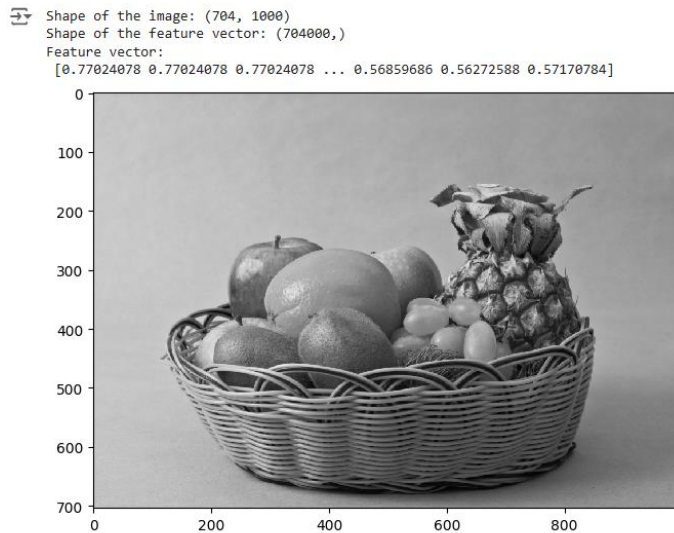 Shape of the image: (704, 1000)
Shape of the feature vector: (704000,)
Feature vector:
[0.77024078 0.77024078 0.77024078 ... 0.56859686 0.56272588 0.57170784]
0
100
200
300
400
500
600
700
0 200 400 600 800